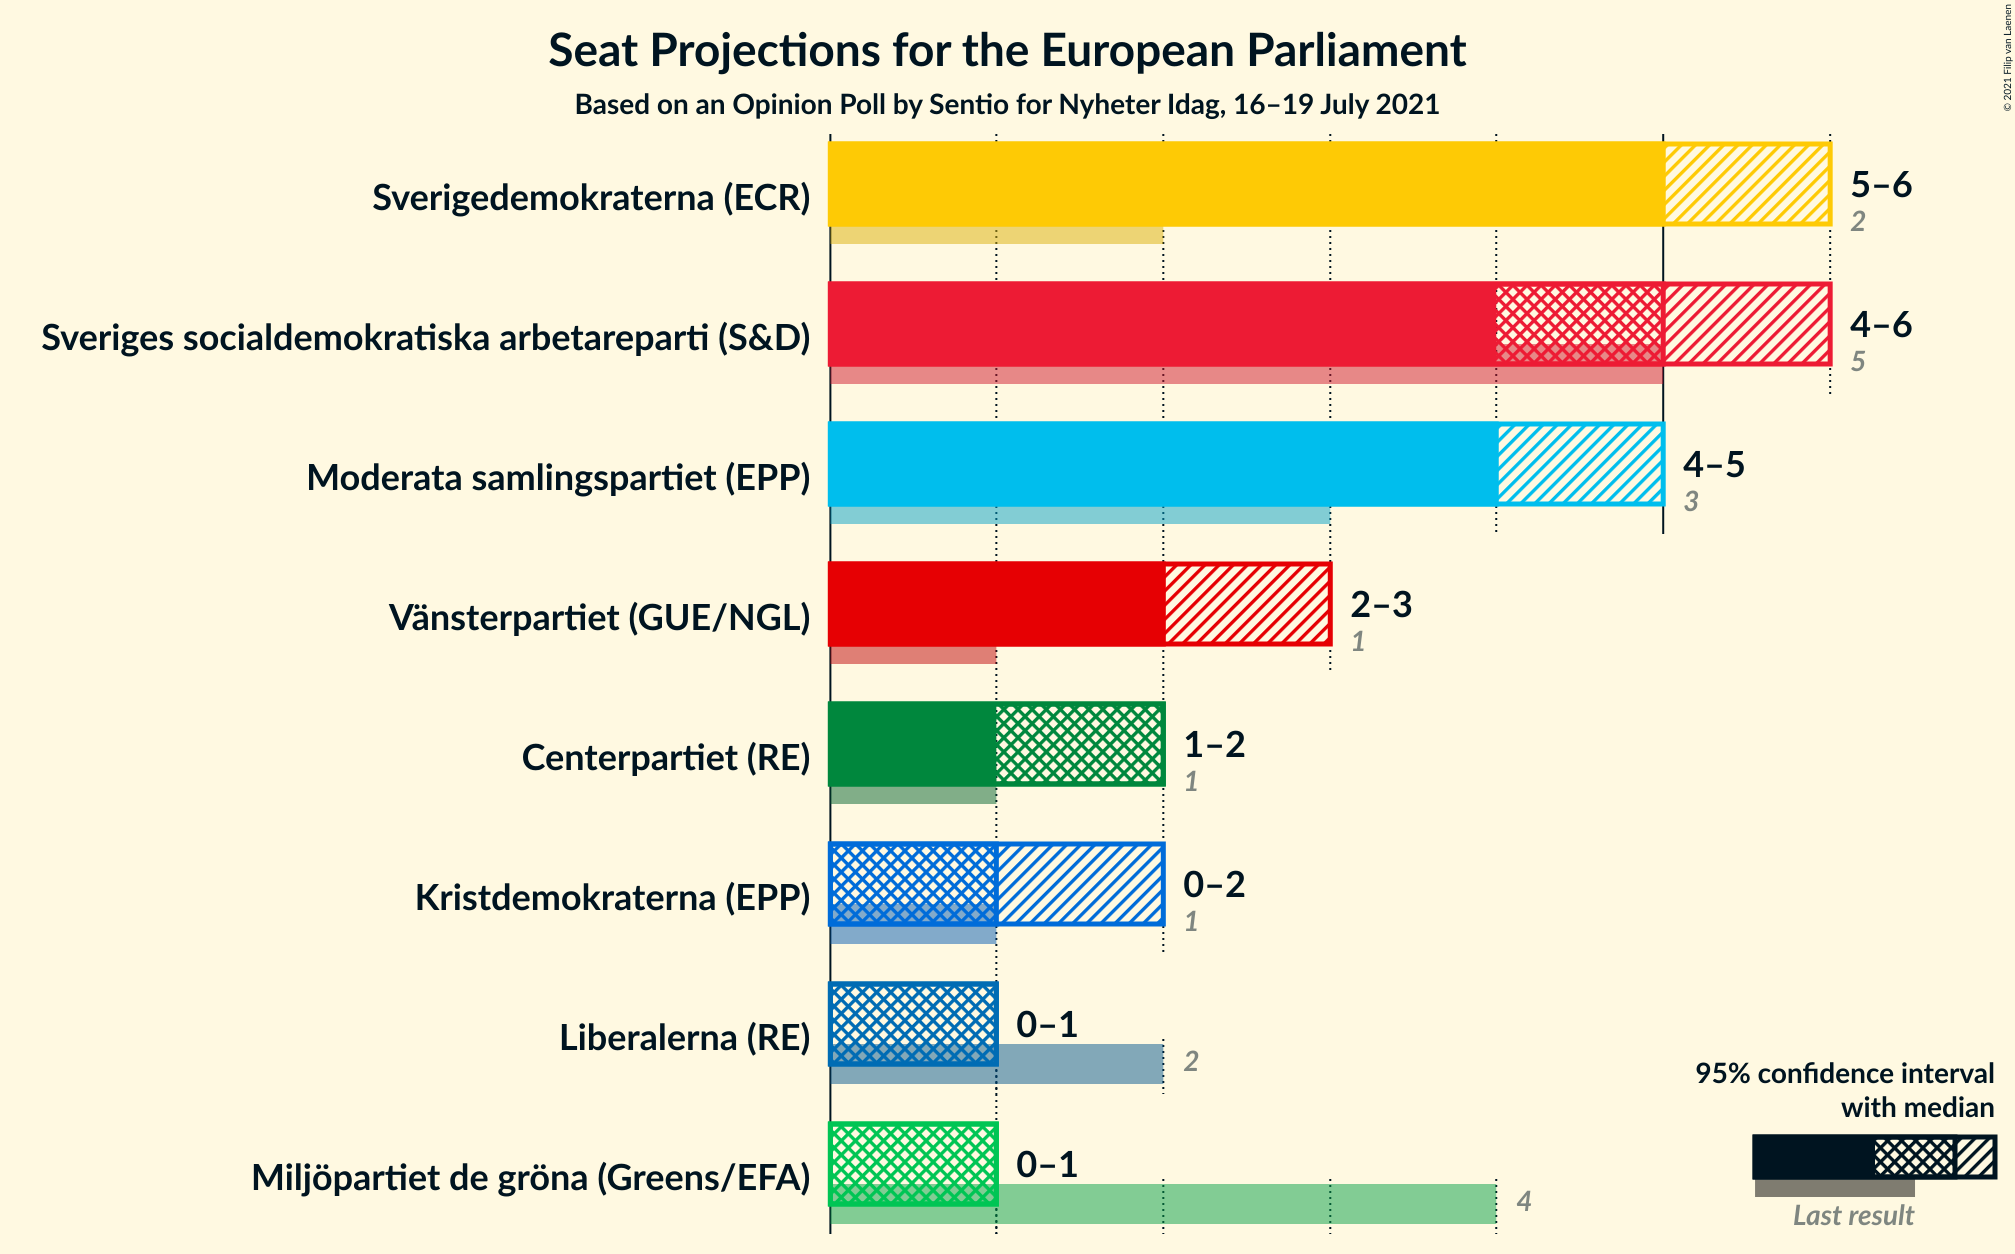 Seat Projections for the European Parliament
Based on an Opinion Poll by Sentio for Nyheter Idag, 16–19 July 2021
© 2021 Filip van Laenen
Sverigedemokraterna (ECR)
5–6
2
Sveriges socialdemokratiska arbetareparti (S&D)
4–6
5
Moderata samlingspartiet (EPP)
4–5
3
Vänsterpartiet (GUE/NGL)
2–3
1
Centerpartiet (RE)
1–2
1
Kristdemokraterna (EPP)
0–2
1
Liberalerna (RE)
0–1
2
Miljöpartiet de gröna (Greens/EFA)
0–1
4
95% confidence interval
with median
Last result